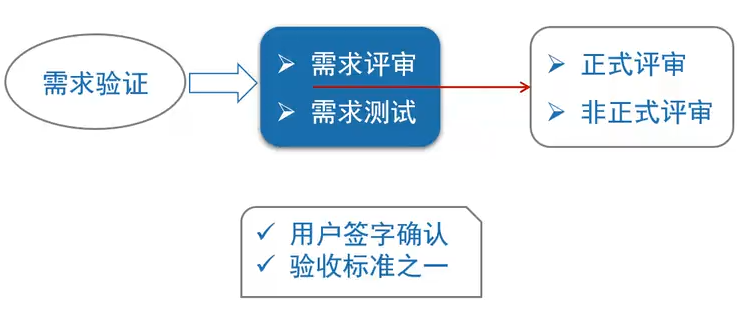 需求验证
➢ 需求评审
➢ 需求测试
➢ 正式评审
➢ 非正式评审
✓ 用户签字确认
✓ 验收标准之一